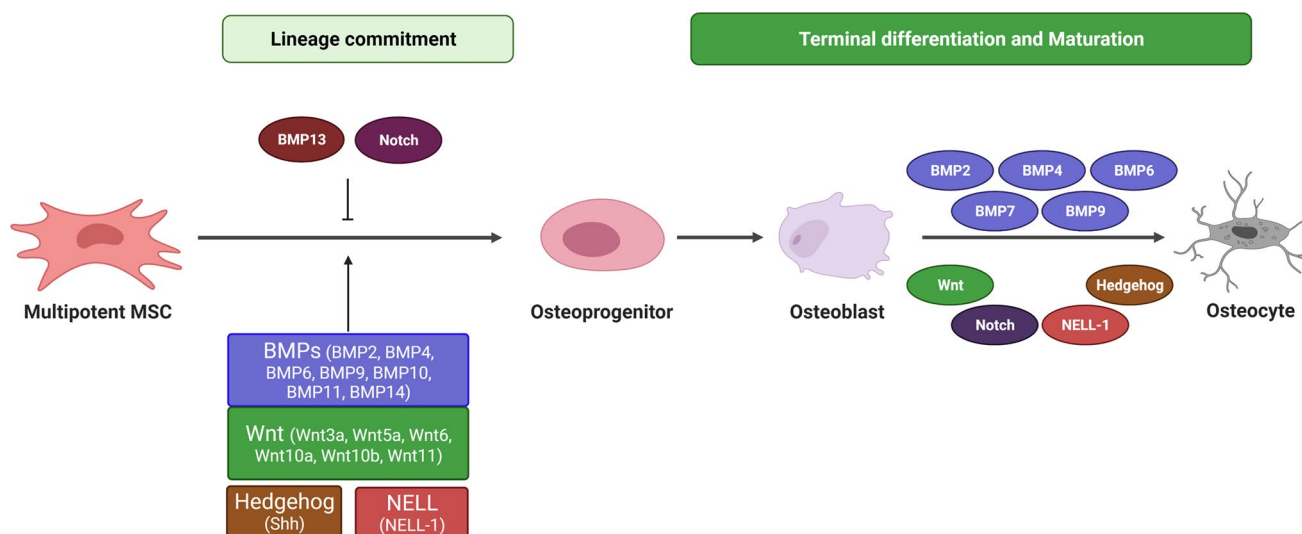 Lineage commitment
Terminal differentiation and Maturation
BMP13
Notch
BMP2
BMP4
BMP6
BMP7
BMP9
Multipotent MSC
Osteoprogenitor
Osteoblast
Wnt
Hedgehog
Notch
NELL-1
Osteocyte
BMPs (BMP2, BMP4,
BMP6, BMP9, BMP10,
BMP11, BMP14)
Wnt (Wnt3a, Wnt5a, Wnt6,
Wnt10a, Wnt10b, Wnt11)
Hedgehog
(Shh)
NELL
(NELL-1)